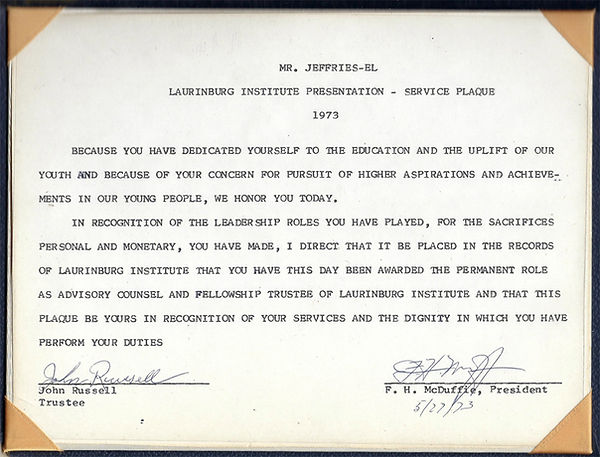 MR. JEFFRIES-EL
LAURINBURG INSTITUTE PRESENTATION - SERVICE PLAQUE
1973
BECAUSE YOU HAVE DEDICATED YOURSELF TO THE EDUCATION AND THE UPLIFT OF OUR
YOUTH AND BECAUSE OF YOUR CONCERN FOR PURSUIT OF HIGHER ASPIRATIONS AND ACHIEVE-
MENTS IN OUR YOUNG PEOPLE, WE HONOR YOU TODAY.
IN RECOGNITION OF THE LEADERSHIP ROLES YOU HAVE PLAYED, FOR THE SACRIFICES
PERSONAL AND MONETARY, YOU HAVE MADE, I DIRECT THAT IT BE PLACED IN THE RECORDS
OF LAURINBURG INSTITUTE THAT YOU HAVE THIS DAY BEEN AWARDED THE PERMANENT ROLE
AS ADVISORY COUNSEL AND FELLOWSHIP TRUSTEE OF LAURINBURG INSTITUTE AND THAT THIS
PLAQUE BE YOURS IN RECOGNITION OF YOUR SERVICES AND THE DIGNITY IN WHICH YOU HAVE
PERFORM YOUR DUTIES
John Russell
John Russell
Trustee
F. H. McDuffie, President
5/27/73